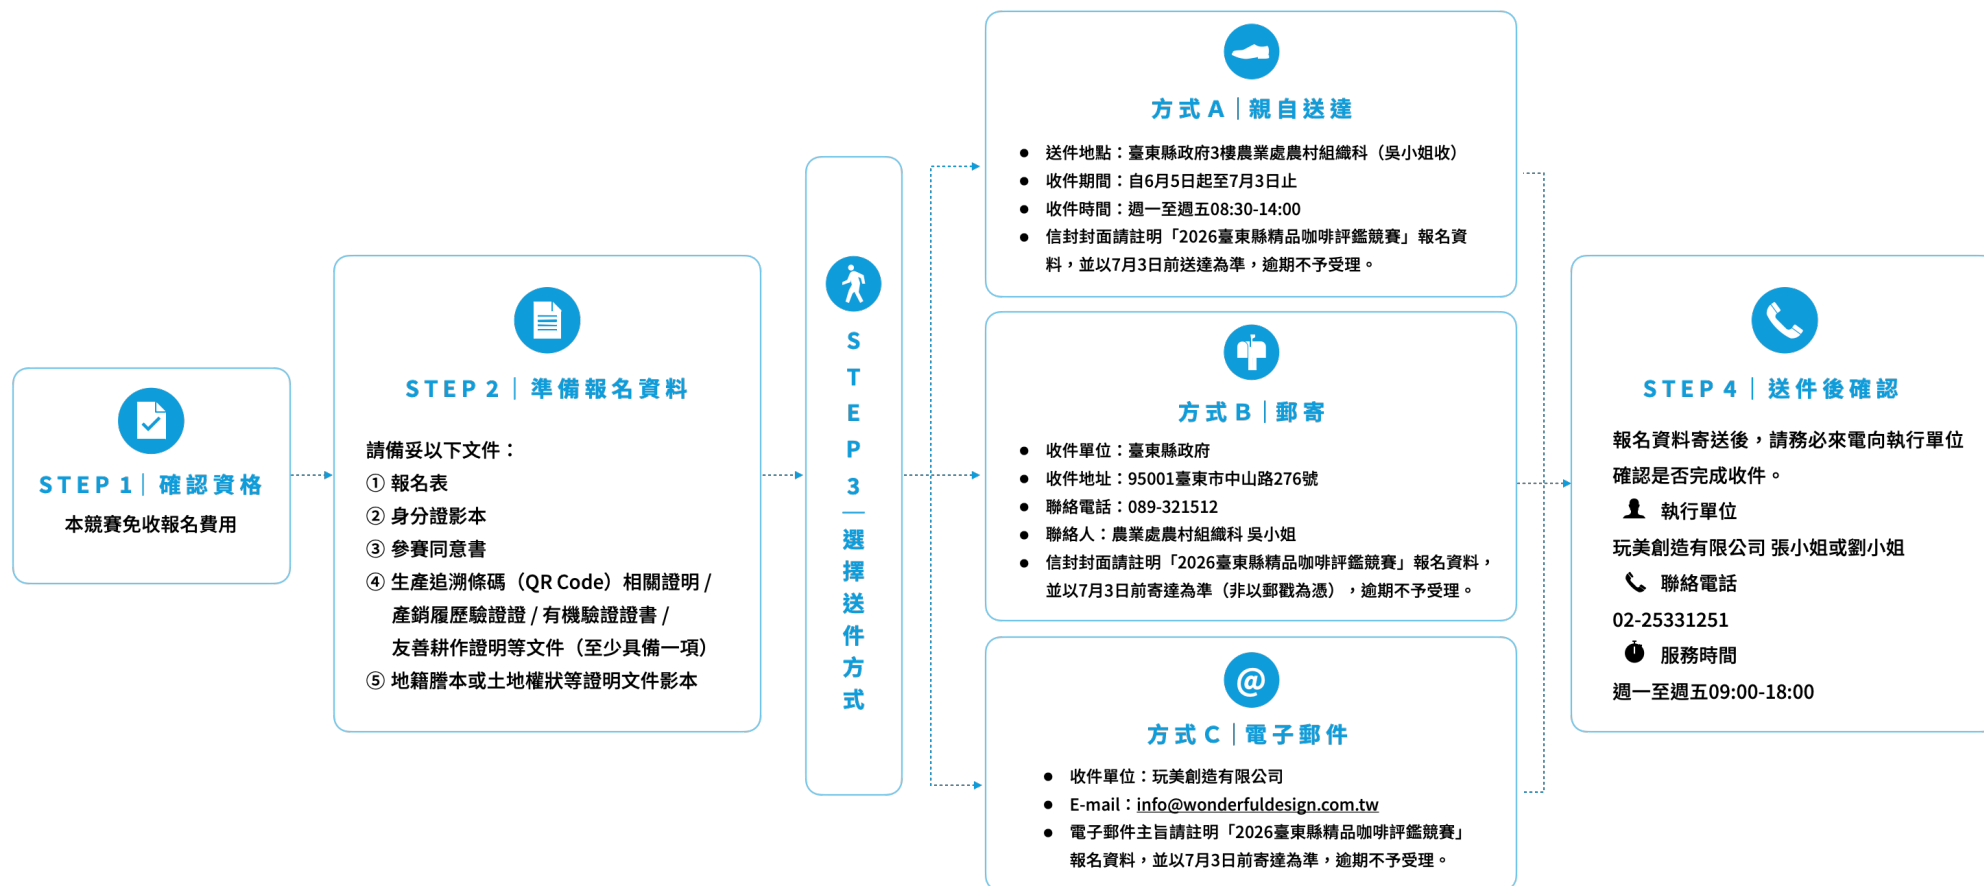 STEP 1｜確認資格
本競賽免收報名費用
STEP 2｜準備報名資料
請備妥以下文件：
① 報名表
② 身分證影本
③ 參賽同意書
④ 生產追溯條碼（QR Code）相關證明 /
產銷履歷驗證證 / 有機驗證證書 /
友善耕作證明等文件（至少具備一項）
⑤ 地籍謄本或土地權狀等證明文件影本
STEP 3｜選擇送件方式
方式 A｜親自送達
● 送件地點：臺東縣政府3樓農業處農村組織科（吳小姐收）
● 收件期間：自6月5日起至7月3日止
● 收件時間：週一至週五08:30-14:00
● 信封封面請註明「2026臺東縣精品咖啡評鑑競賽」報名資
料，並以7月3日前送達為準，逾期不予受理。
方式 B｜郵寄
● 收件單位：臺東縣政府
● 收件地址：95001臺東市中山路276號
● 聯絡電話：089-321512
● 聯絡人：農業處農村組織科 吳小姐
● 信封封面請註明「2026臺東縣精品咖啡評鑑競賽」報名資料，
並以7月3日前寄達為準（非以郵戳為憑），逾期不予受理。
@
方式 C｜電子郵件
● 收件單位：玩美創造有限公司
● E-mail：info@wonderfuldesign.com.tw
● 電子郵件主旨請註明「2026臺東縣精品咖啡評鑑競賽」
報名資料，並以7月3日前寄達為準，逾期不予受理。
STEP 4｜送件後確認
報名資料寄送後，請務必來電向執行單位
確認是否完成收件。
執行單位
玩美創造有限公司 張小姐或劉小姐
聯絡電話
02-25331251
服務時間
週一至週五09:00-18:00